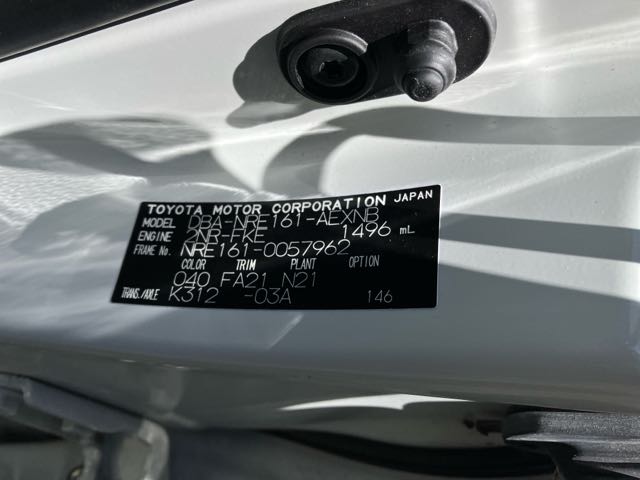 TOYOTA MOTOR CORPORATION JAPAN
MODEL DBA-NRE161-AEXNB
ENGINE 2NR-FKE 1496 mL
FRAME No. NRE161-0057962
COLOR TRIM PLANT OPTION
040 FA21 N21
TRANS./AXLE K312 -03A 146